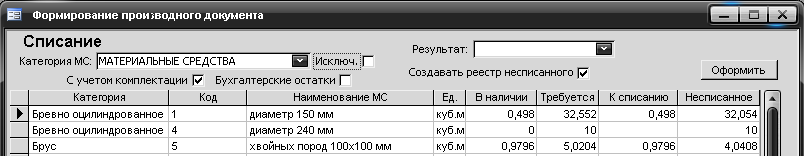 Формирование производного документа
Списание
Категория МС: МАТЕРИАЛЬНЫЕ СРЕДСТВА Исключ. Результат:
С учетом комплектации Бухгалтерские остатки Создавать реестр несписанного Оформить
Категория Код Наименование МС Ед. В наличии Требуется К списанию Несписанное
Бревно оцилиндрованное 1 диаметр 150 мм куб.м 0,498 32,552 0,498 32,054
Бревно оцилиндрованное 4 диаметр 240 мм куб.м 0 10 10
Брус 5 хвойных пород 100х100 мм куб.м 0,9796 5,0204 0,9796 4,0408